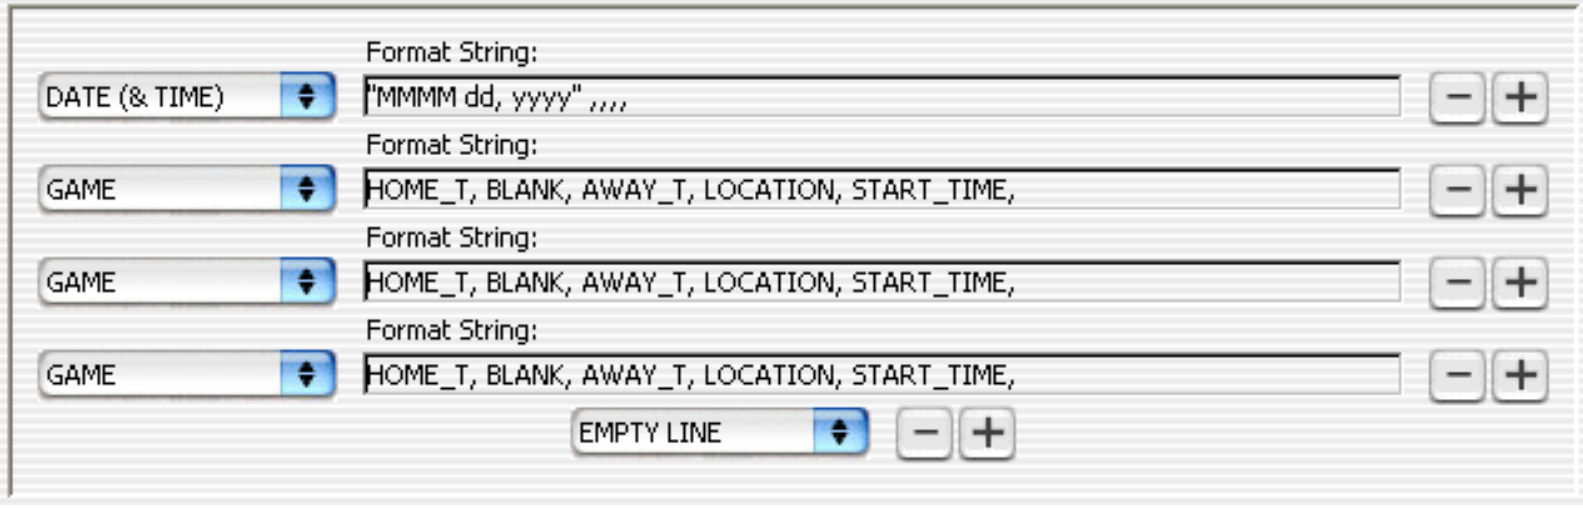 Format String:
DATE (& TIME) "MMMM dd, yyyy" ,,,,
Format String:
GAME HOME_T, BLANK, AWAY_T, LOCATION, START_TIME,
Format String:
GAME HOME_T, BLANK, AWAY_T, LOCATION, START_TIME,
Format String:
GAME HOME_T, BLANK, AWAY_T, LOCATION, START_TIME,
EMPTY LINE